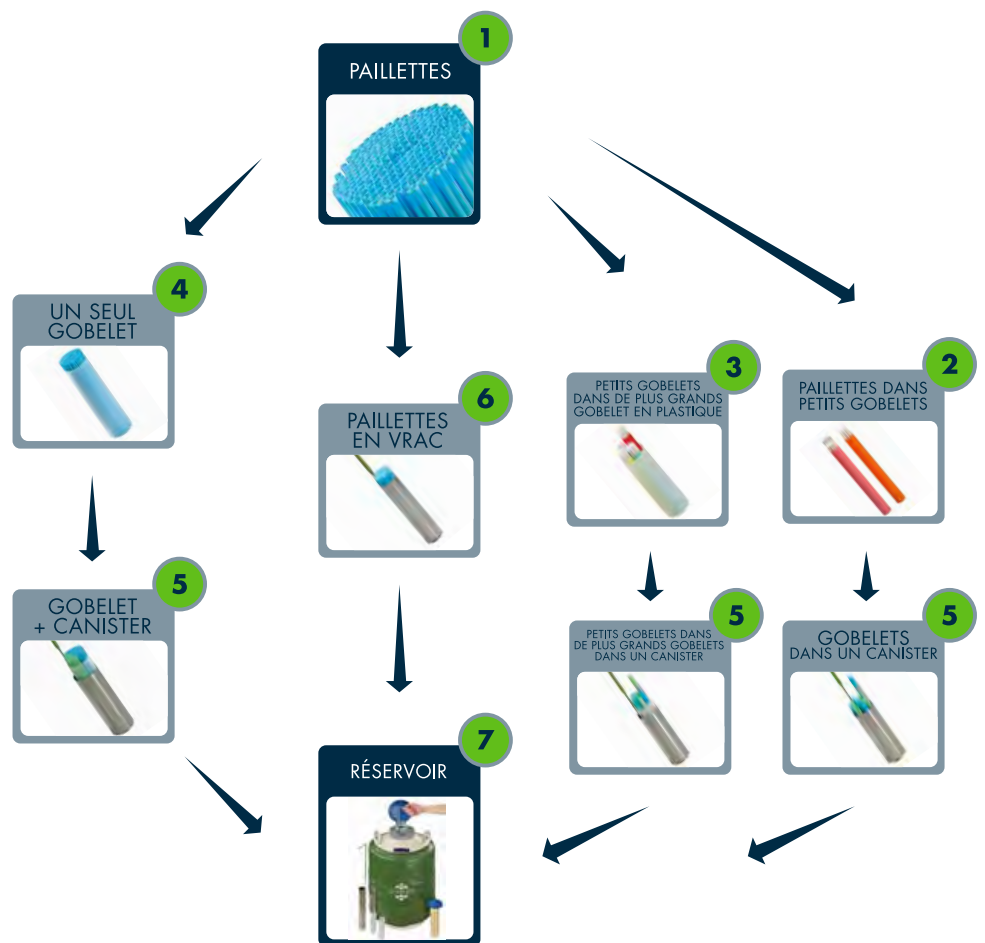 1
PAILLETTES
4
UN SEUL
GOBELET
6
PAILLETTES
EN VRAC
3
PETITS GOBELETS
DANS DE PLUS GRANDS
GOBELET EN PLASTIQUE
2
PAILLETTES DANS
PETITS GOBELETS
5
GOBELET
+ CANISTER
5
PETITS GOBELETS DANS
DE PLUS GRANDS GOBELETS
DANS UN CANISTER
5
GOBELETS
DANS UN CANISTER
7
RÉSERVOIR